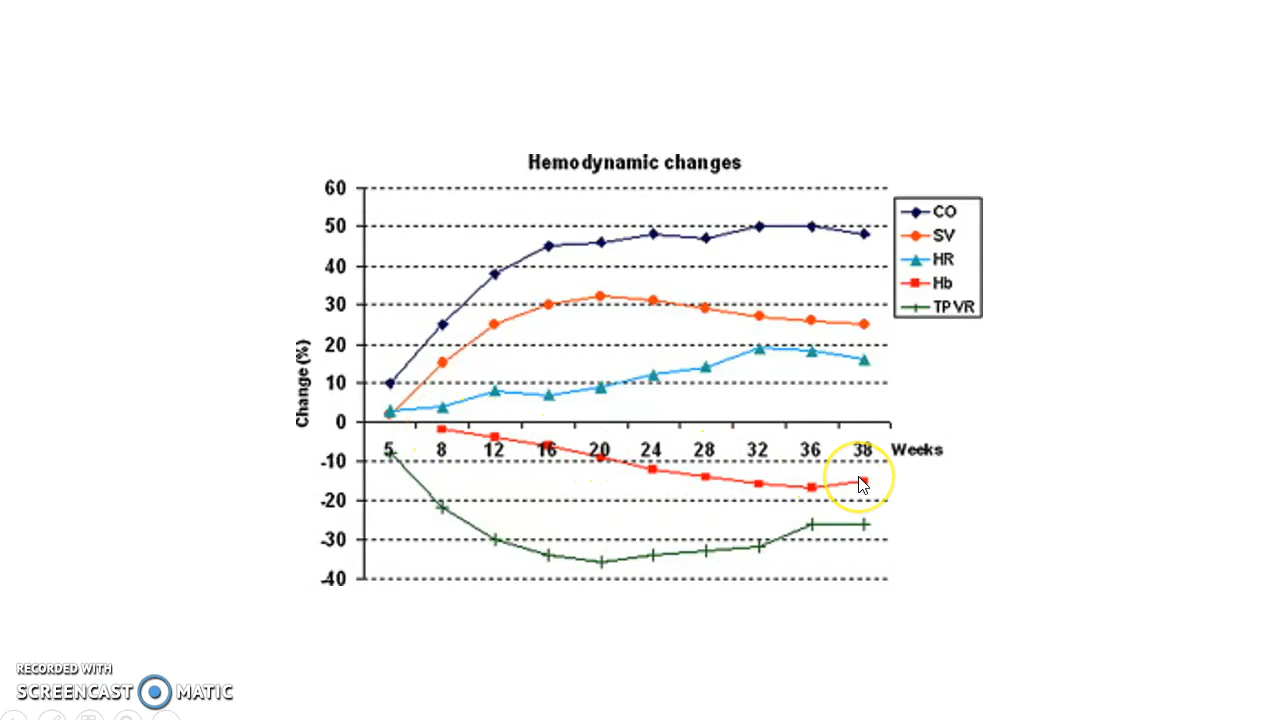 Hemodynamic changes
60
50
40
30
20
10
0
-10
-20
-30
-40
Change (%)
5 8 12 16 20 24 28 32 36 38 Weeks
CO
SV
HR
Hb
TPVR
RECORDED WITH
SCREENCAST MATIC